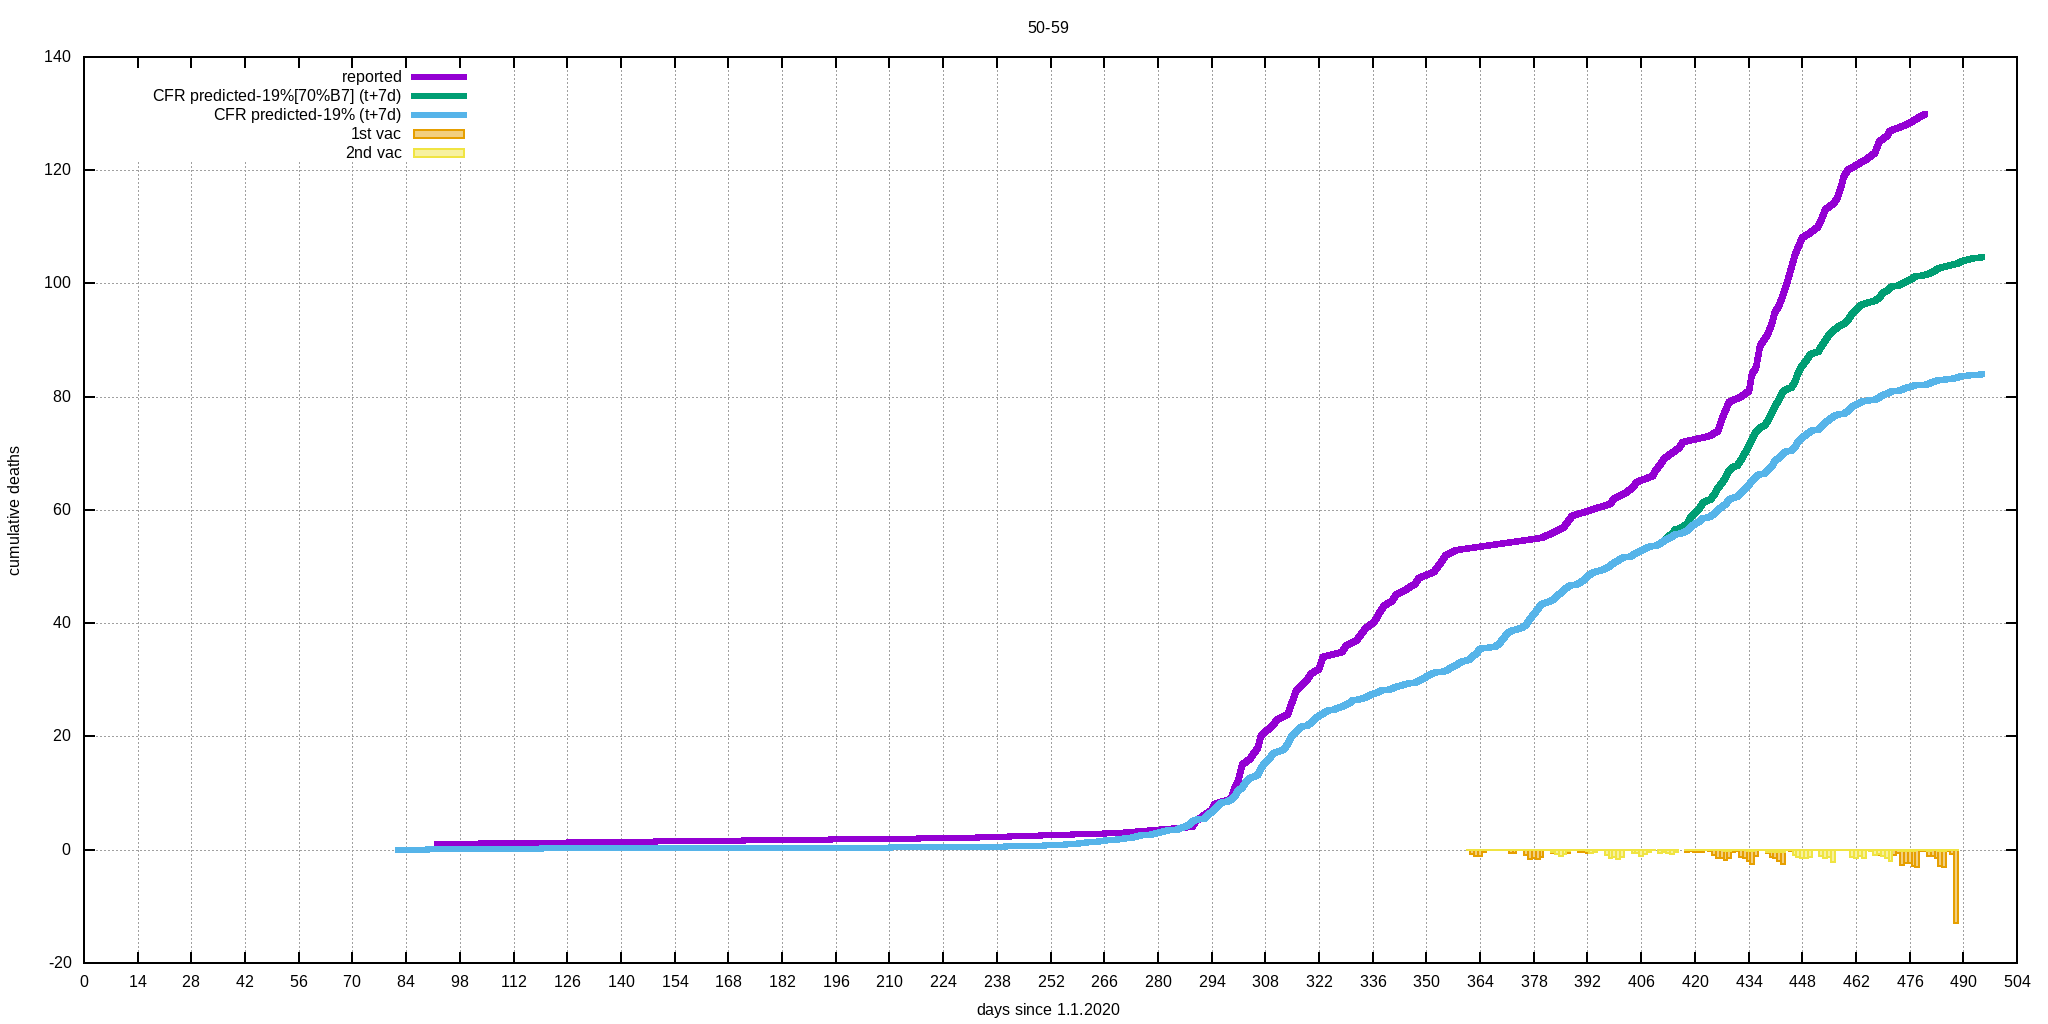 50-59
140
120
100
80
60
40
20
0
-20
reported
CFR predicted-19%[70%B7] (t+7d)
CFR predicted-19% (t+7d)
1st vac
2nd vac
cumulative deaths
0 14 28 42 56 70 84 98 112 126 140 154 168 182 196 210 224 238 252 266 280 294 308 322 336 350 364 378 392 406 420 434 448 462 476 490 504
days since 1.1.2020